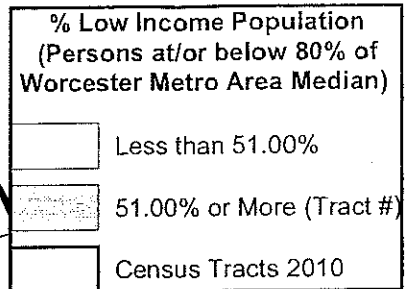 % Low Income Population
(Persons at/or below 80% of
Worcester Metro Area Median)
Less than 51.00%
51.00% or More (Tract #)
Census Tracts 2010